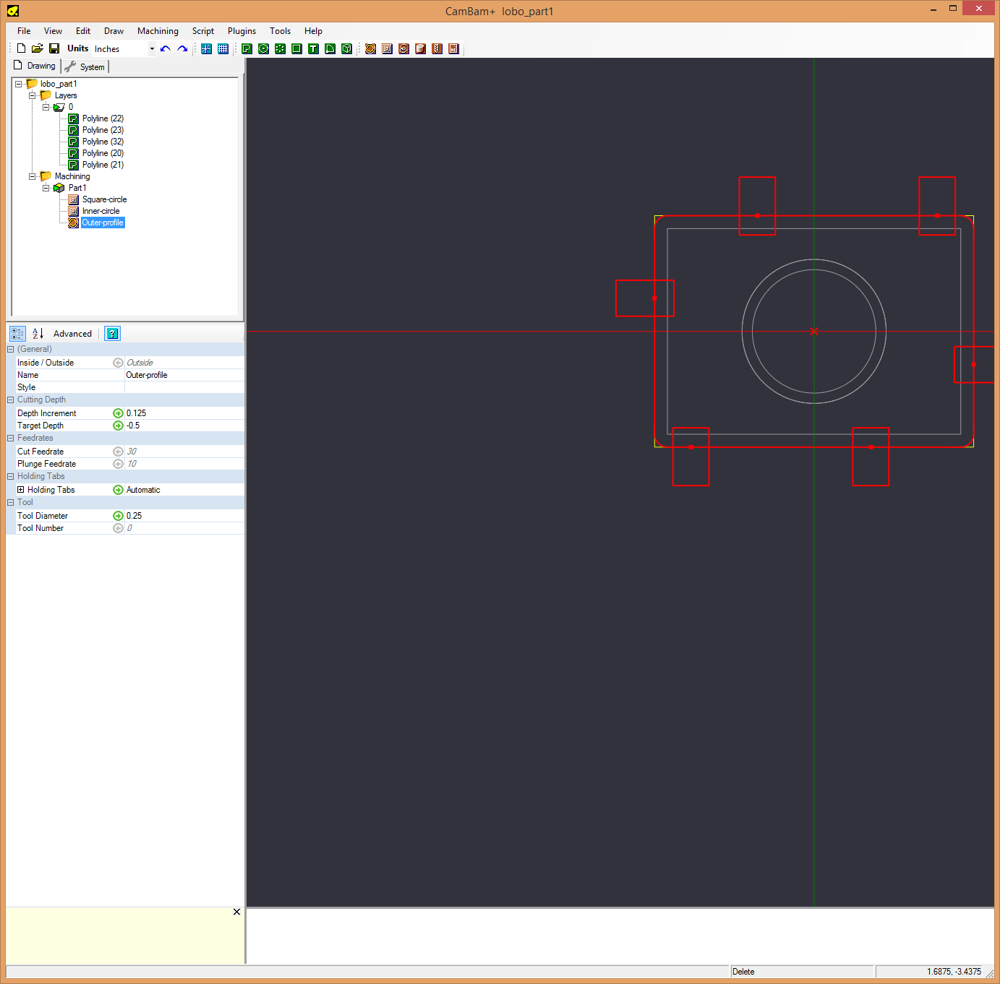 CamBam+ lobo_part1
File View Edit Draw Machining Script Plugins Tools Help
Units Inches
Drawing System
lobo_part1
Layers
0
Polyline (22)
Polyline (23)
Polyline (32)
Polyline (20)
Polyline (21)
Machining
Part1
Square-circle
Inner-circle
Outer-profile
Advanced
(General)
Inside / Outside Outside
Name Outer-profile
Style
Cutting Depth
Depth Increment 0.125
Target Depth -0.5
Feedrates
Cut Feedrate 30
Plunge Feedrate 10
Holding Tabs
Holding Tabs Automatic
Tool
Tool Diameter 0.25
Tool Number 0
Delete 1.6875, -3.4375